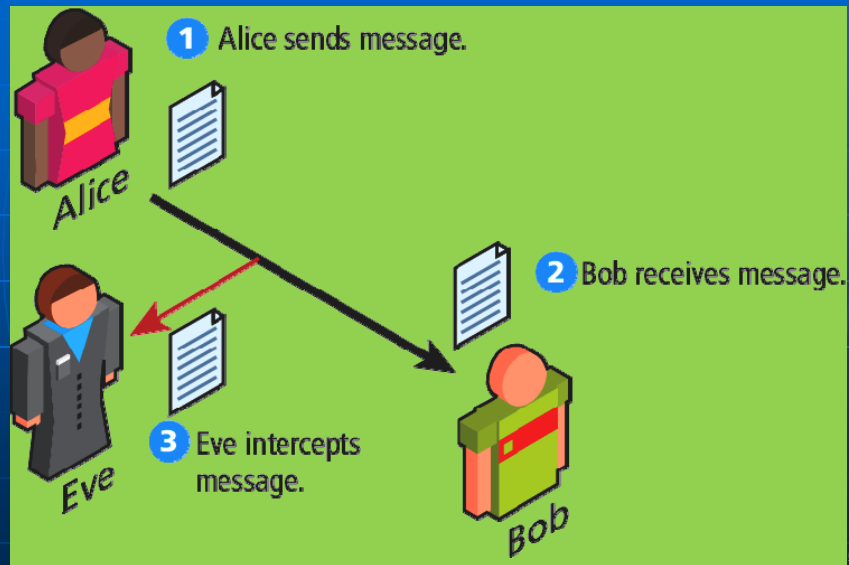 1 Alice sends message.
Alice
2 Bob receives message.
3 Eve intercepts
message.
Eve
Bob